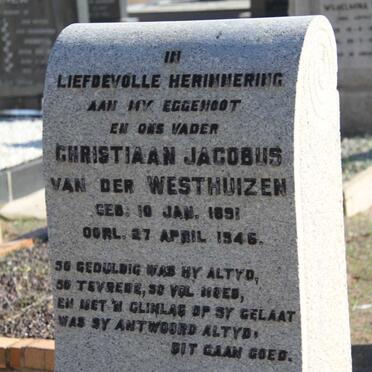 IN
LIEFDEVOLLE HERINNERING
AAN MY EGGENOOT
EN ONS VADER
CHRISTIAAN JACOBUS
VAN DER WESTHUIZEN
GEB: 10 JAN. 1891
OORL. 27 APRIL 1946.
SO GEDULDIG WAS HY ALTYD,
SO TEVREDE, SO VOL MOED,
EN MET 'N GLIMLAG OP SY GELAAT
WAS SY ANTWOORD ALTYD:
DIT GAAN GOED.